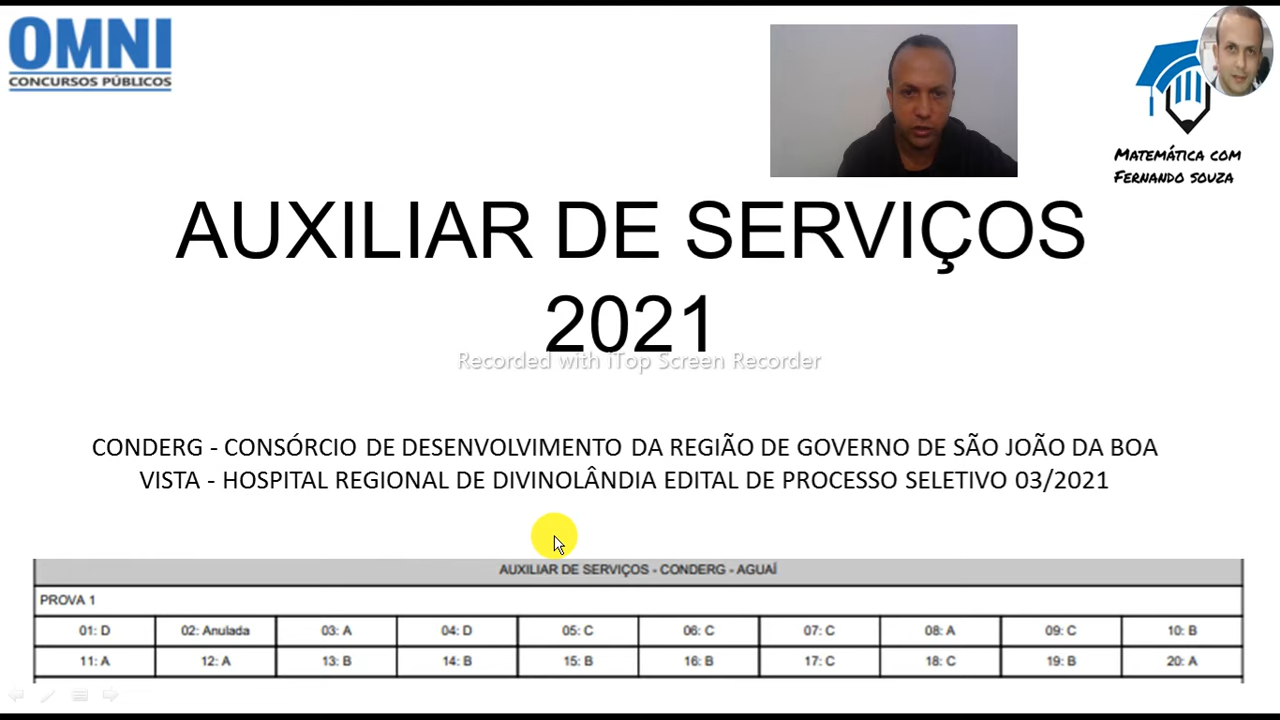 OMNI
CONCURSOS PÚBLICOS
MATEMÁTICA COM
FERNANDO SOUZA
AUXILIAR DE SERVIÇOS
2021
Recorded with iTop Screen Recorder
CONDERG - CONSÓRCIO DE DESENVOLVIMENTO DA REGIÃO DE GOVERNO DE SÃO JOÃO DA BOA
VISTA - HOSPITAL REGIONAL DE DIVINOLÂNDIA EDITAL DE PROCESSO SELETIVO 03/2021
AUXILIAR DE SERVIÇOS - CONDERG - AGUAÍ
PROVA 1
01: D 02: Anulada 03: A 04: D 05: C 06: C 07: C 08: A 09: C 10: B
11: A 12: A 13: B 14: B 15: B 16: B 17: C 18: C 19: B 20: A